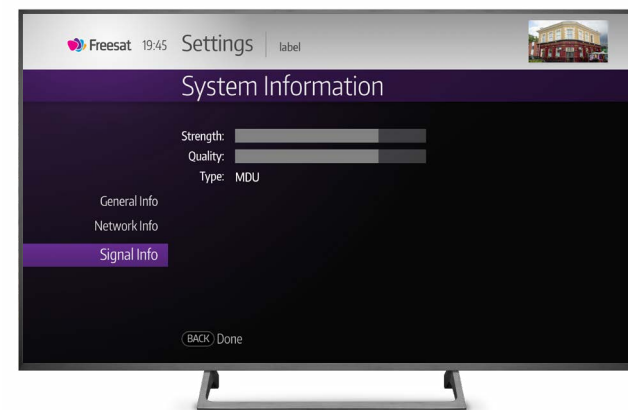 Freesat 19:45 Settings label
System Information
Strength:
Quality:
Type: MDU
General Info
Network Info
Signal Info
BACK Done